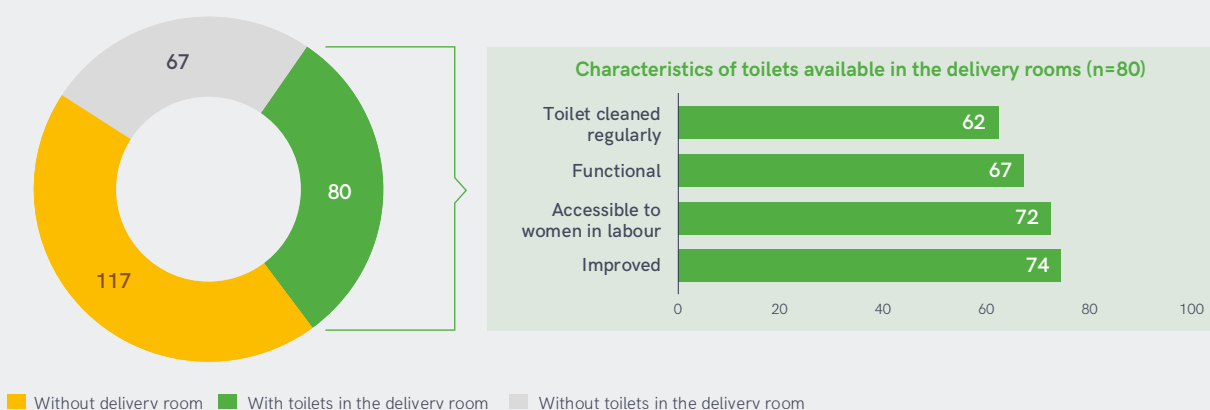 67
80
117
Characteristics of toilets available in the delivery rooms (n=80)
Toilet cleaned
regularly
62
Functional
67
Accessible to
women in labour
72
Improved
74
0 20 40 60 80 100
Without delivery room With toilets in the delivery room Without toilets in the delivery room